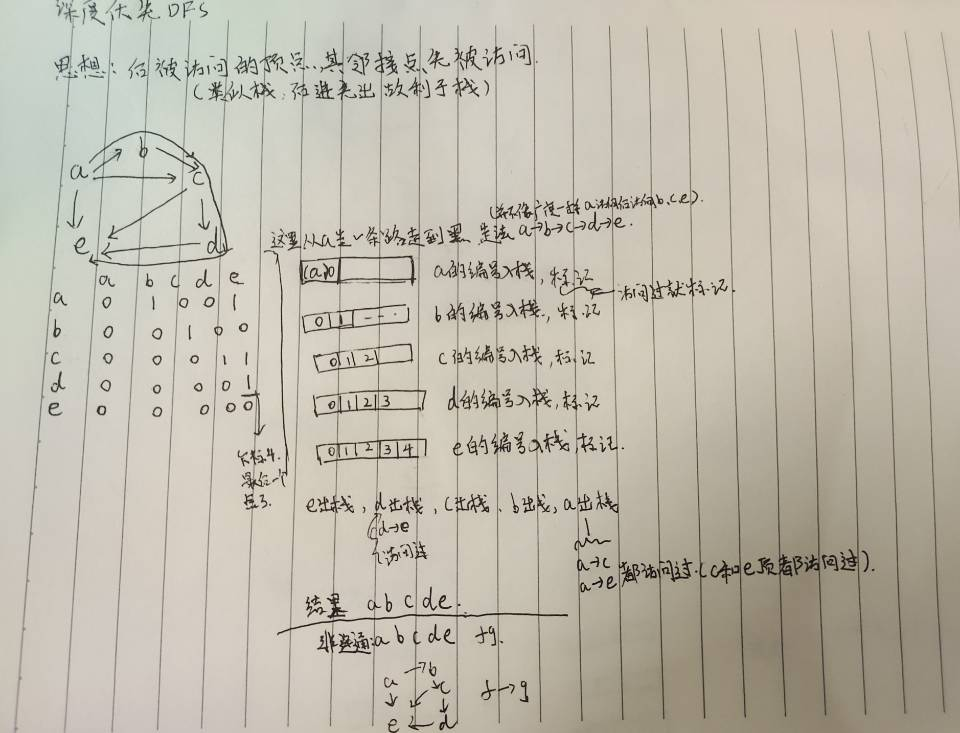 深度优先DFS
思想：后被访问的顶点，其邻接点先被访问.
（类似栈，后进先出 故利于栈）
a b c
e d
（并不像广度一样a访问后访问b,c e）.
这里从a先一条路走到黑 走法 a→b→c→d→e.
a b c d e
a 0 1 0 0 1
b 0 0 1 0 0
c 0 0 0 1 1
d 0 0 0 0 1
e 0 0 0 0 0
下标4.
最后一个
点了.
(a)0 a的编号入栈，标记
访问过就标记.
0 1 --- b的编号入栈.，标记
0 1 2 c的编号入栈，标记
0 1 2 3 d的编号入栈，标记
0 1 2 3 4 e的编号入栈，标记.
e出栈，d出栈，c出栈、b出栈，a出栈
d→e
访问过
a→c
a→e 都访问过.（c和e顶都访问过）.
结果 a b c d e.
非连通：a b c d e fg.
a→b
c f→g
e←d